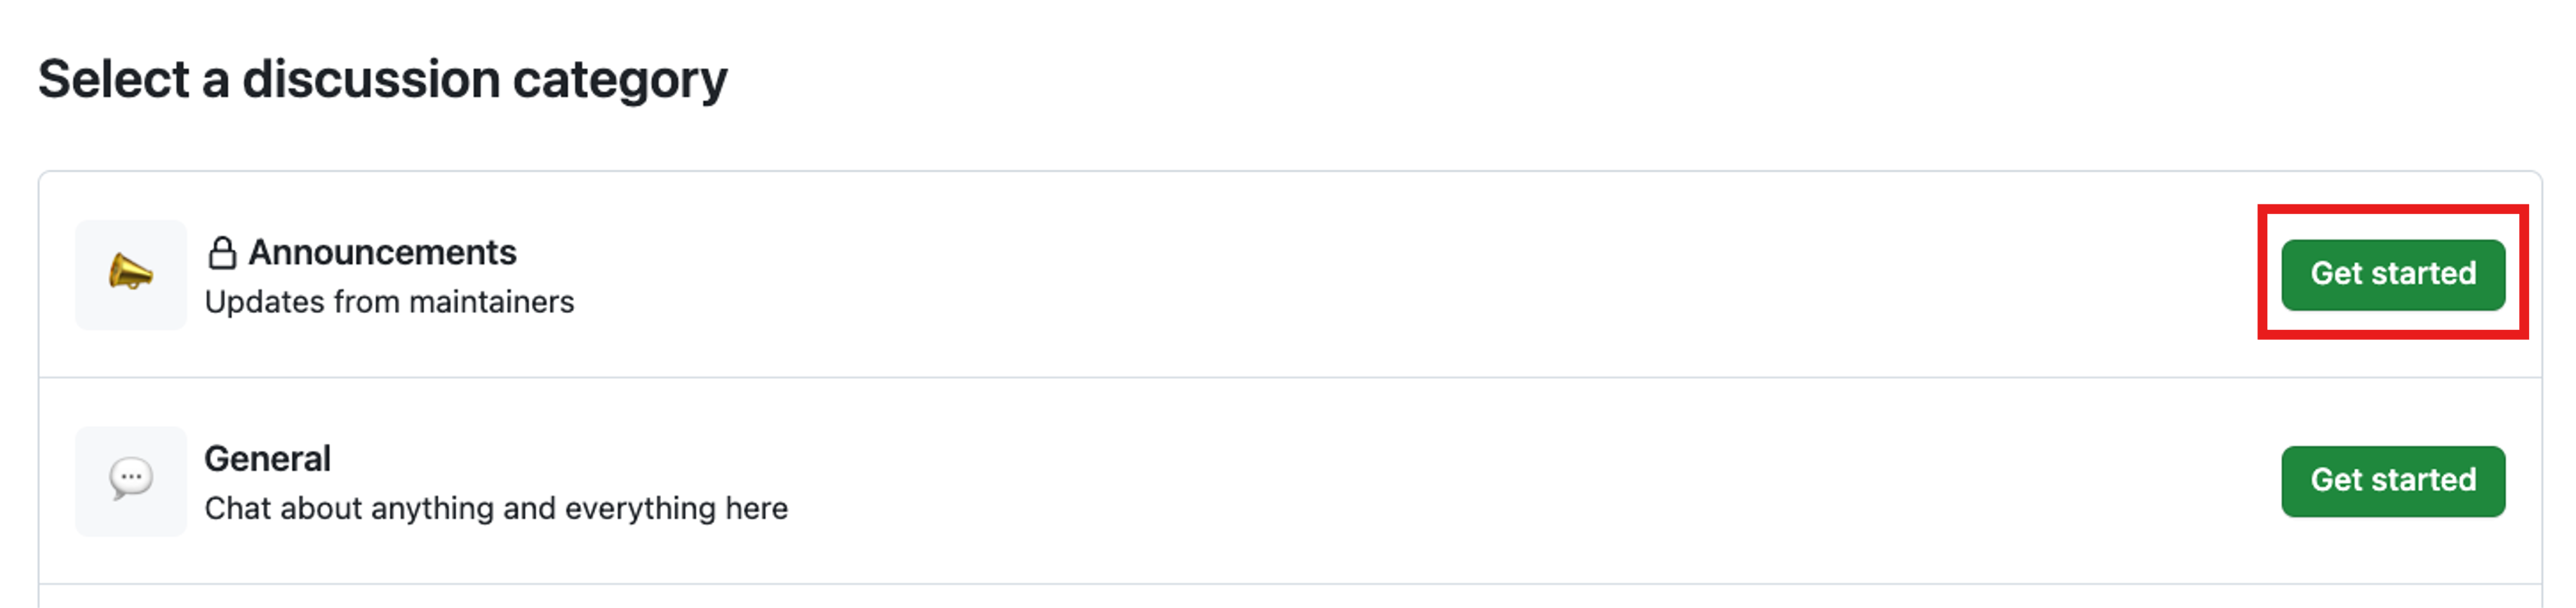 Select a discussion category
Announcements
Get started
Updates from maintainers
General
Get started
Chat about anything and everything here